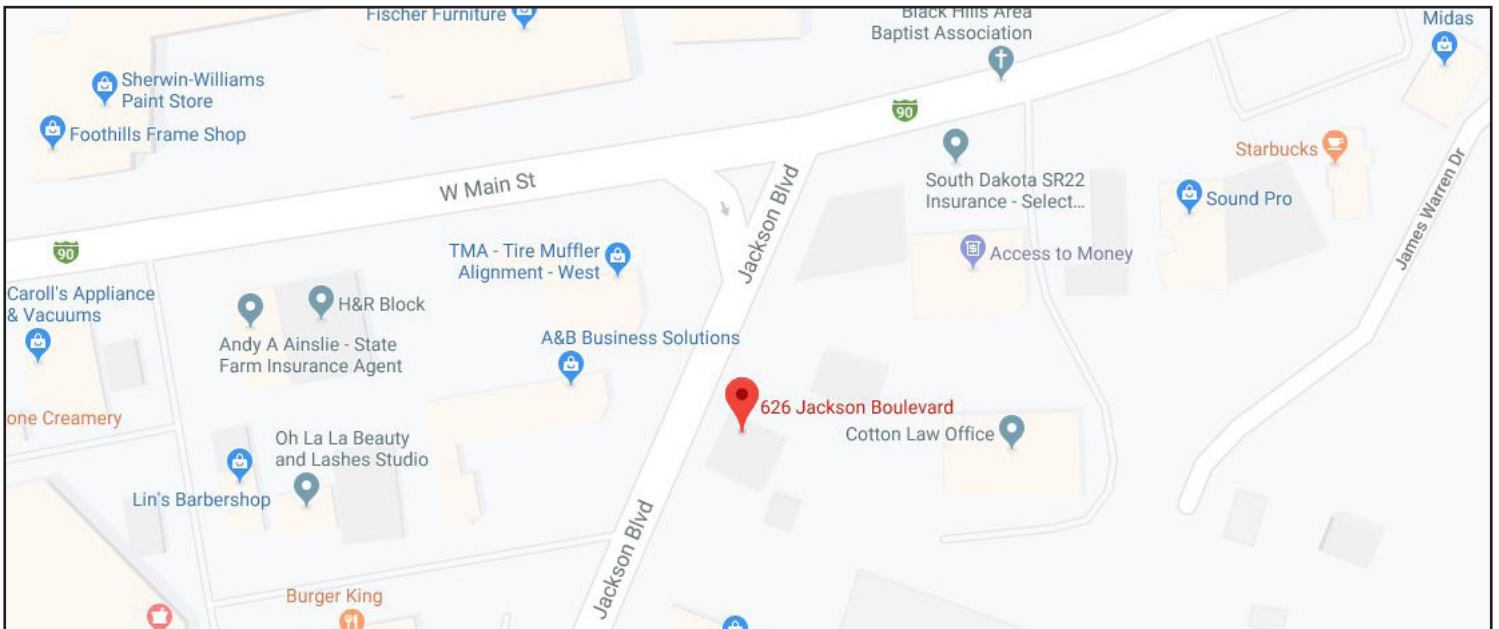 Fischer Furniture
Black Hills Area
Baptist Association
Midas
Sherwin-Williams
Paint Store
Foothills Frame Shop
90
Starbucks
W Main St
Jackson Blvd
South Dakota SR22
Insurance - Select...
Sound Pro
James Warren Dr
90
TMA - Tire Muffler
Alignment - West
Access to Money
Caroll's Appliance
& Vacuums
H&R Block
Andy A Ainslie - State
Farm Insurance Agent
A&B Business Solutions
626 Jackson Boulevard
one Creamery
Cotton Law Office
Oh La La Beauty
and Lashes Studio
Lin's Barbershop
Jackson Blvd
Burger King